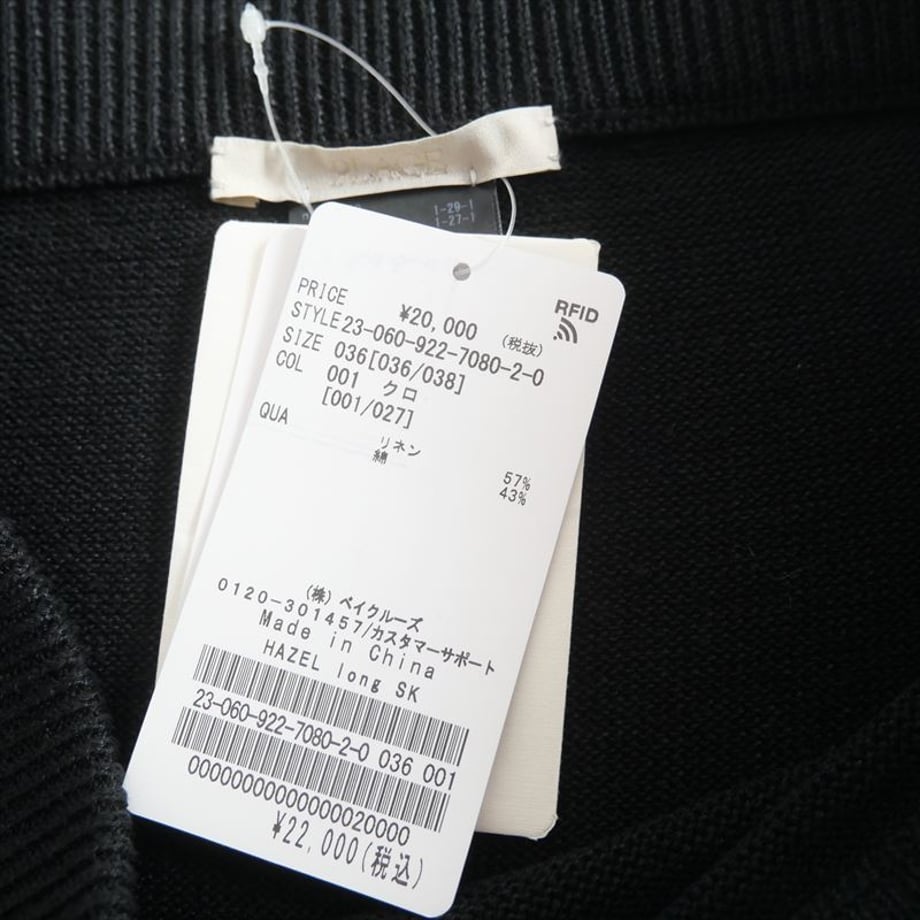 1-29-1
1-27-1
RFID
PRICE ¥20,000 (税抜)
STYLE 23-060-922-7080-2-0
SIZE 036[036/038]
COL 001 クロ
[001/027]
QUA
リネン 57%
綿 43%
(株) ベイクルーズ
0120-301457/カスタマーサポート
Made in China
HAZEL long SK
23-060-922-7080-2-0 036 001
00000000000000020000
¥22,000(税込)